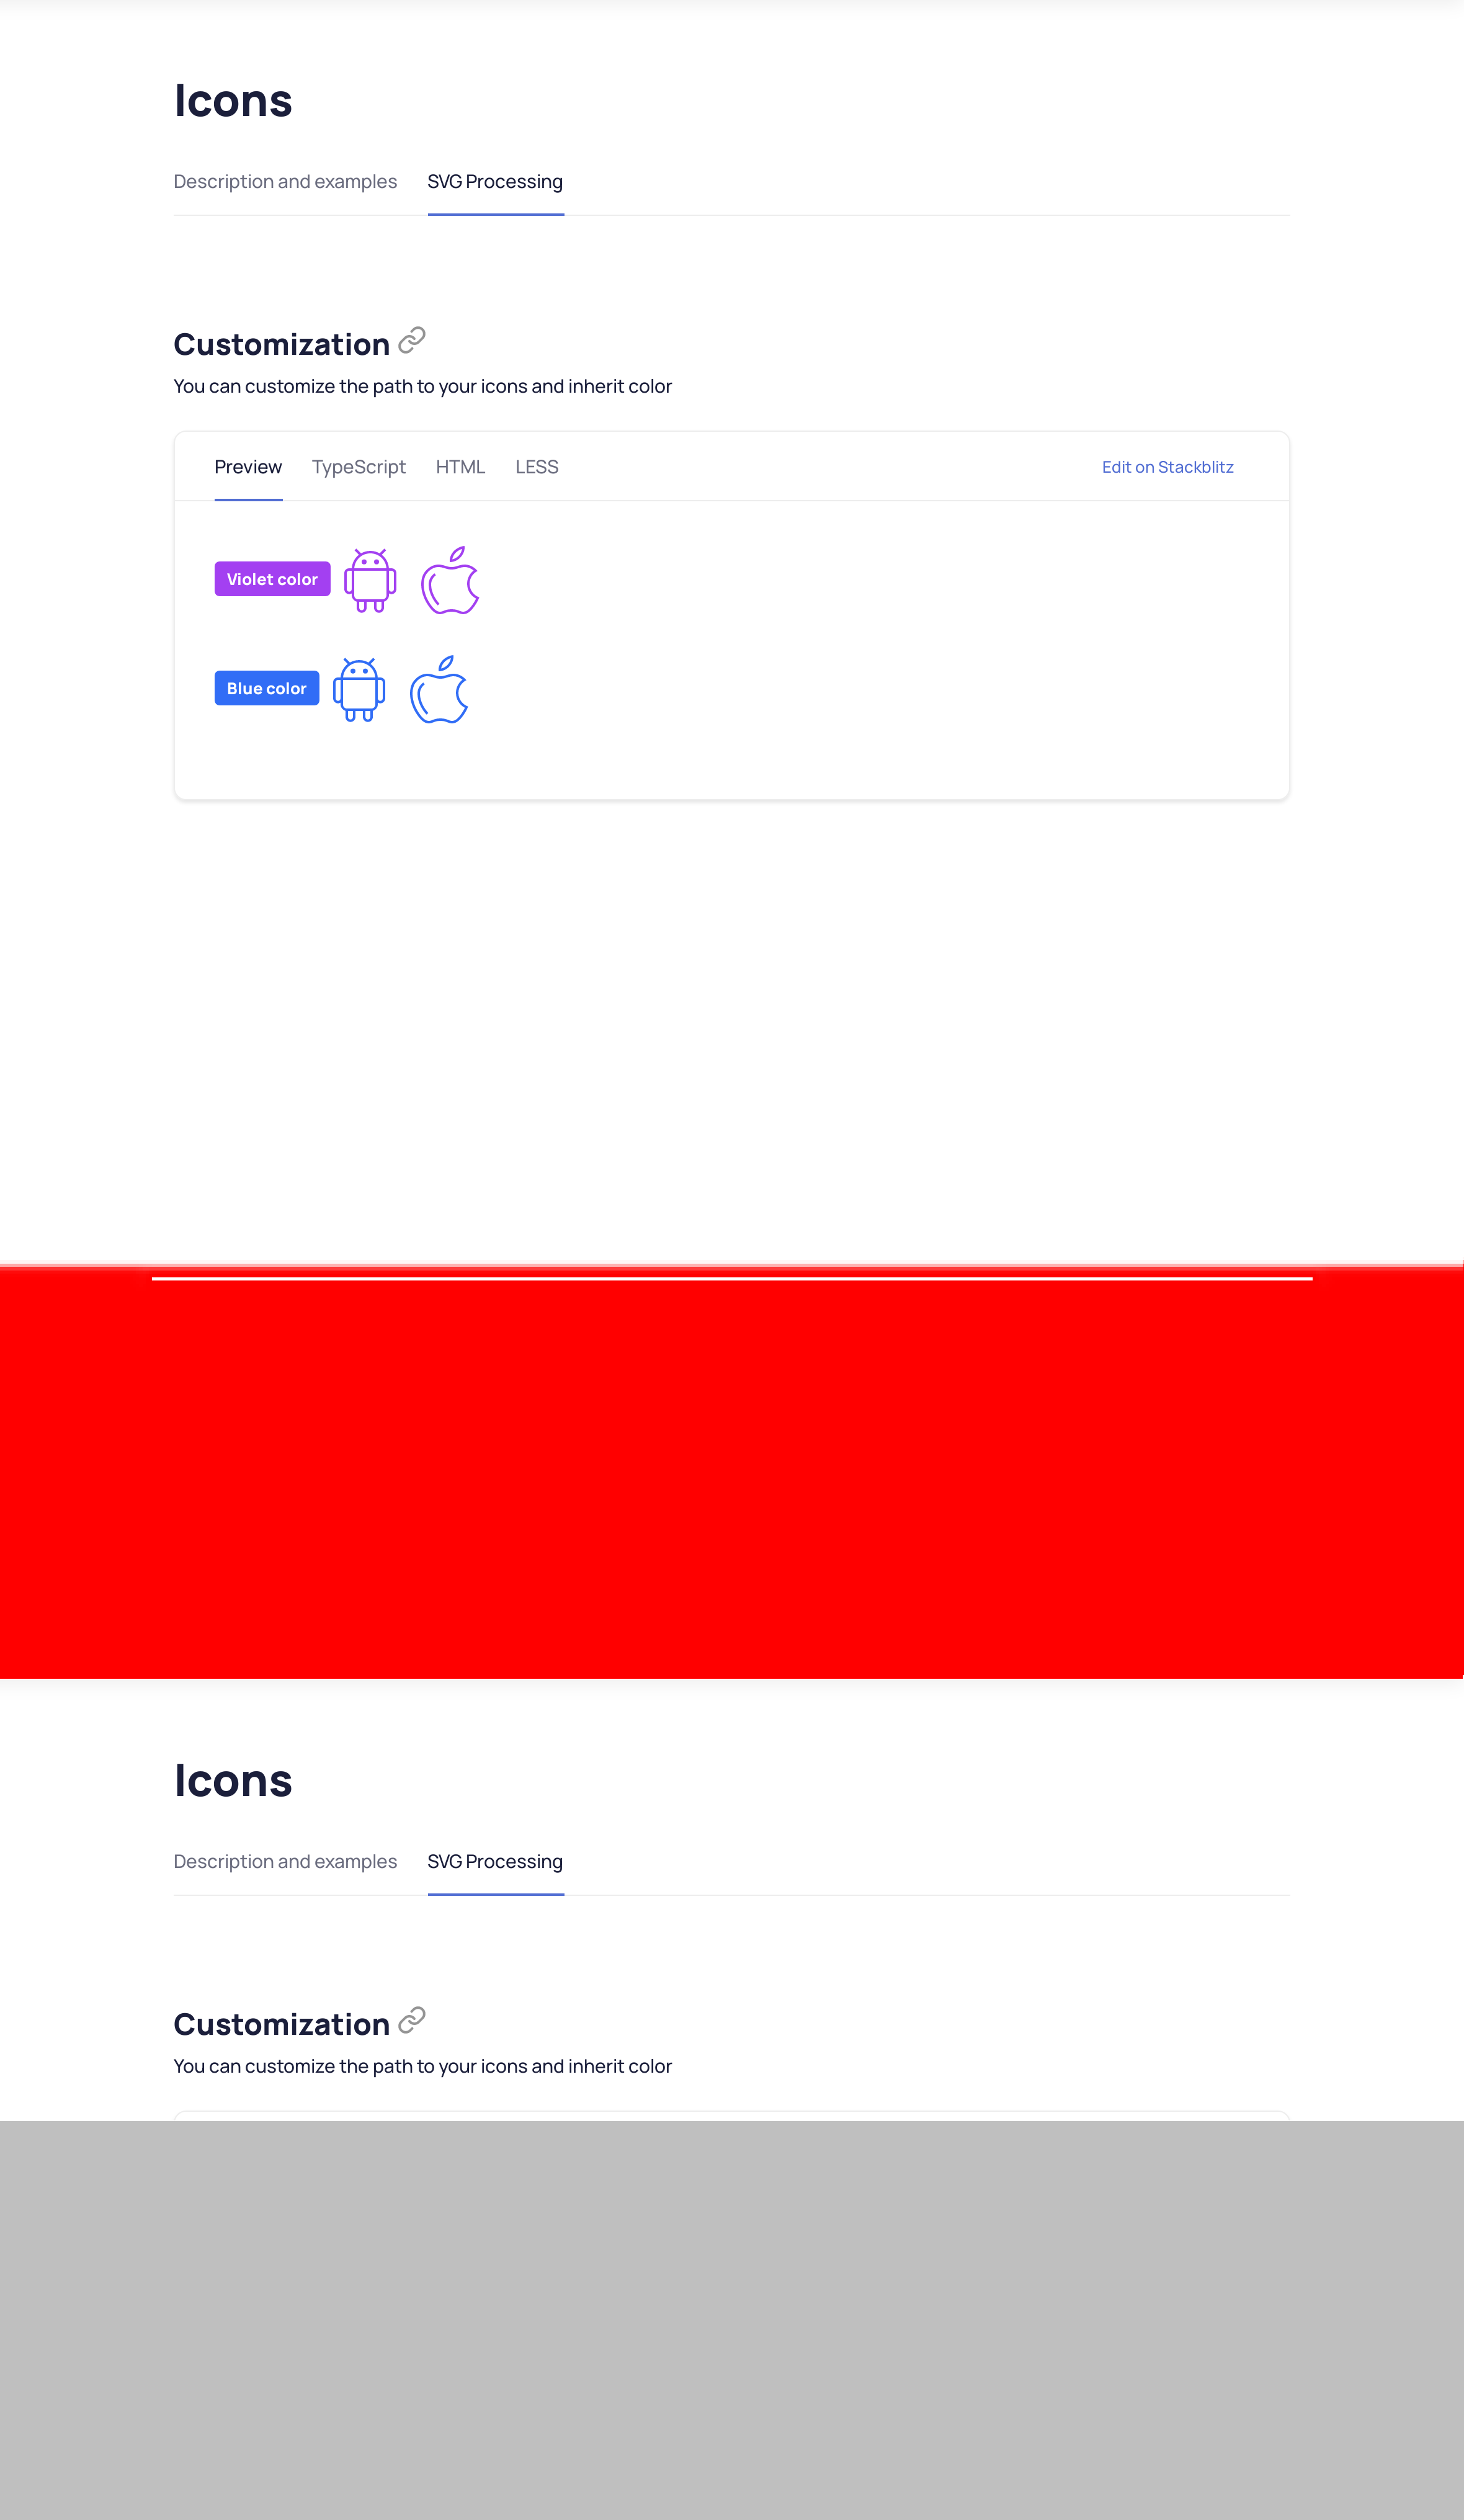 Icons
Description and examples SVG Processing
Customization
You can customize the path to your icons and inherit color
Preview TypeScript HTML LESS Edit on Stackblitz
Violet color
Blue color
Icons
Description and examples SVG Processing
Customization
You can customize the path to your icons and inherit color